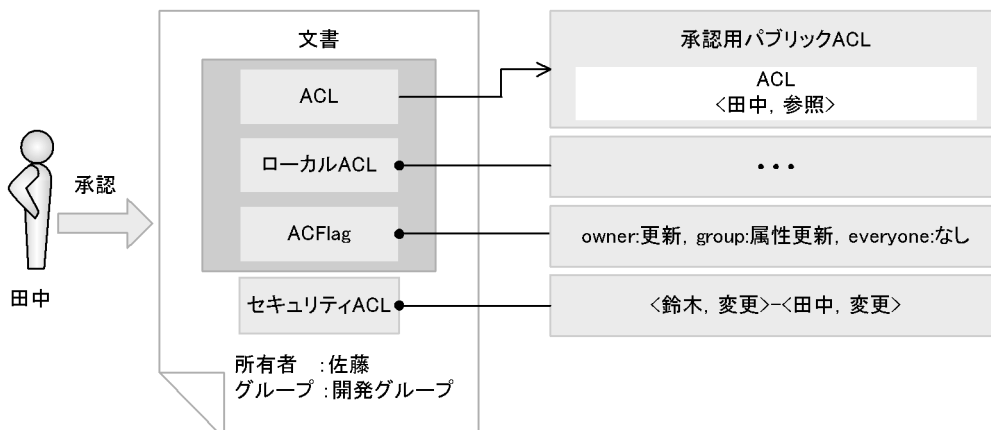 文書
承認用パブリックACL
ACL
ACL
<田中, 参照>
ローカルACL
・・・
承認
ACFlag
owner:更新, group:属性更新, everyone:なし
田中
セキュリティACL
<鈴木, 変更>-<田中, 変更>
所有者 :佐藤
グループ :開発グループ